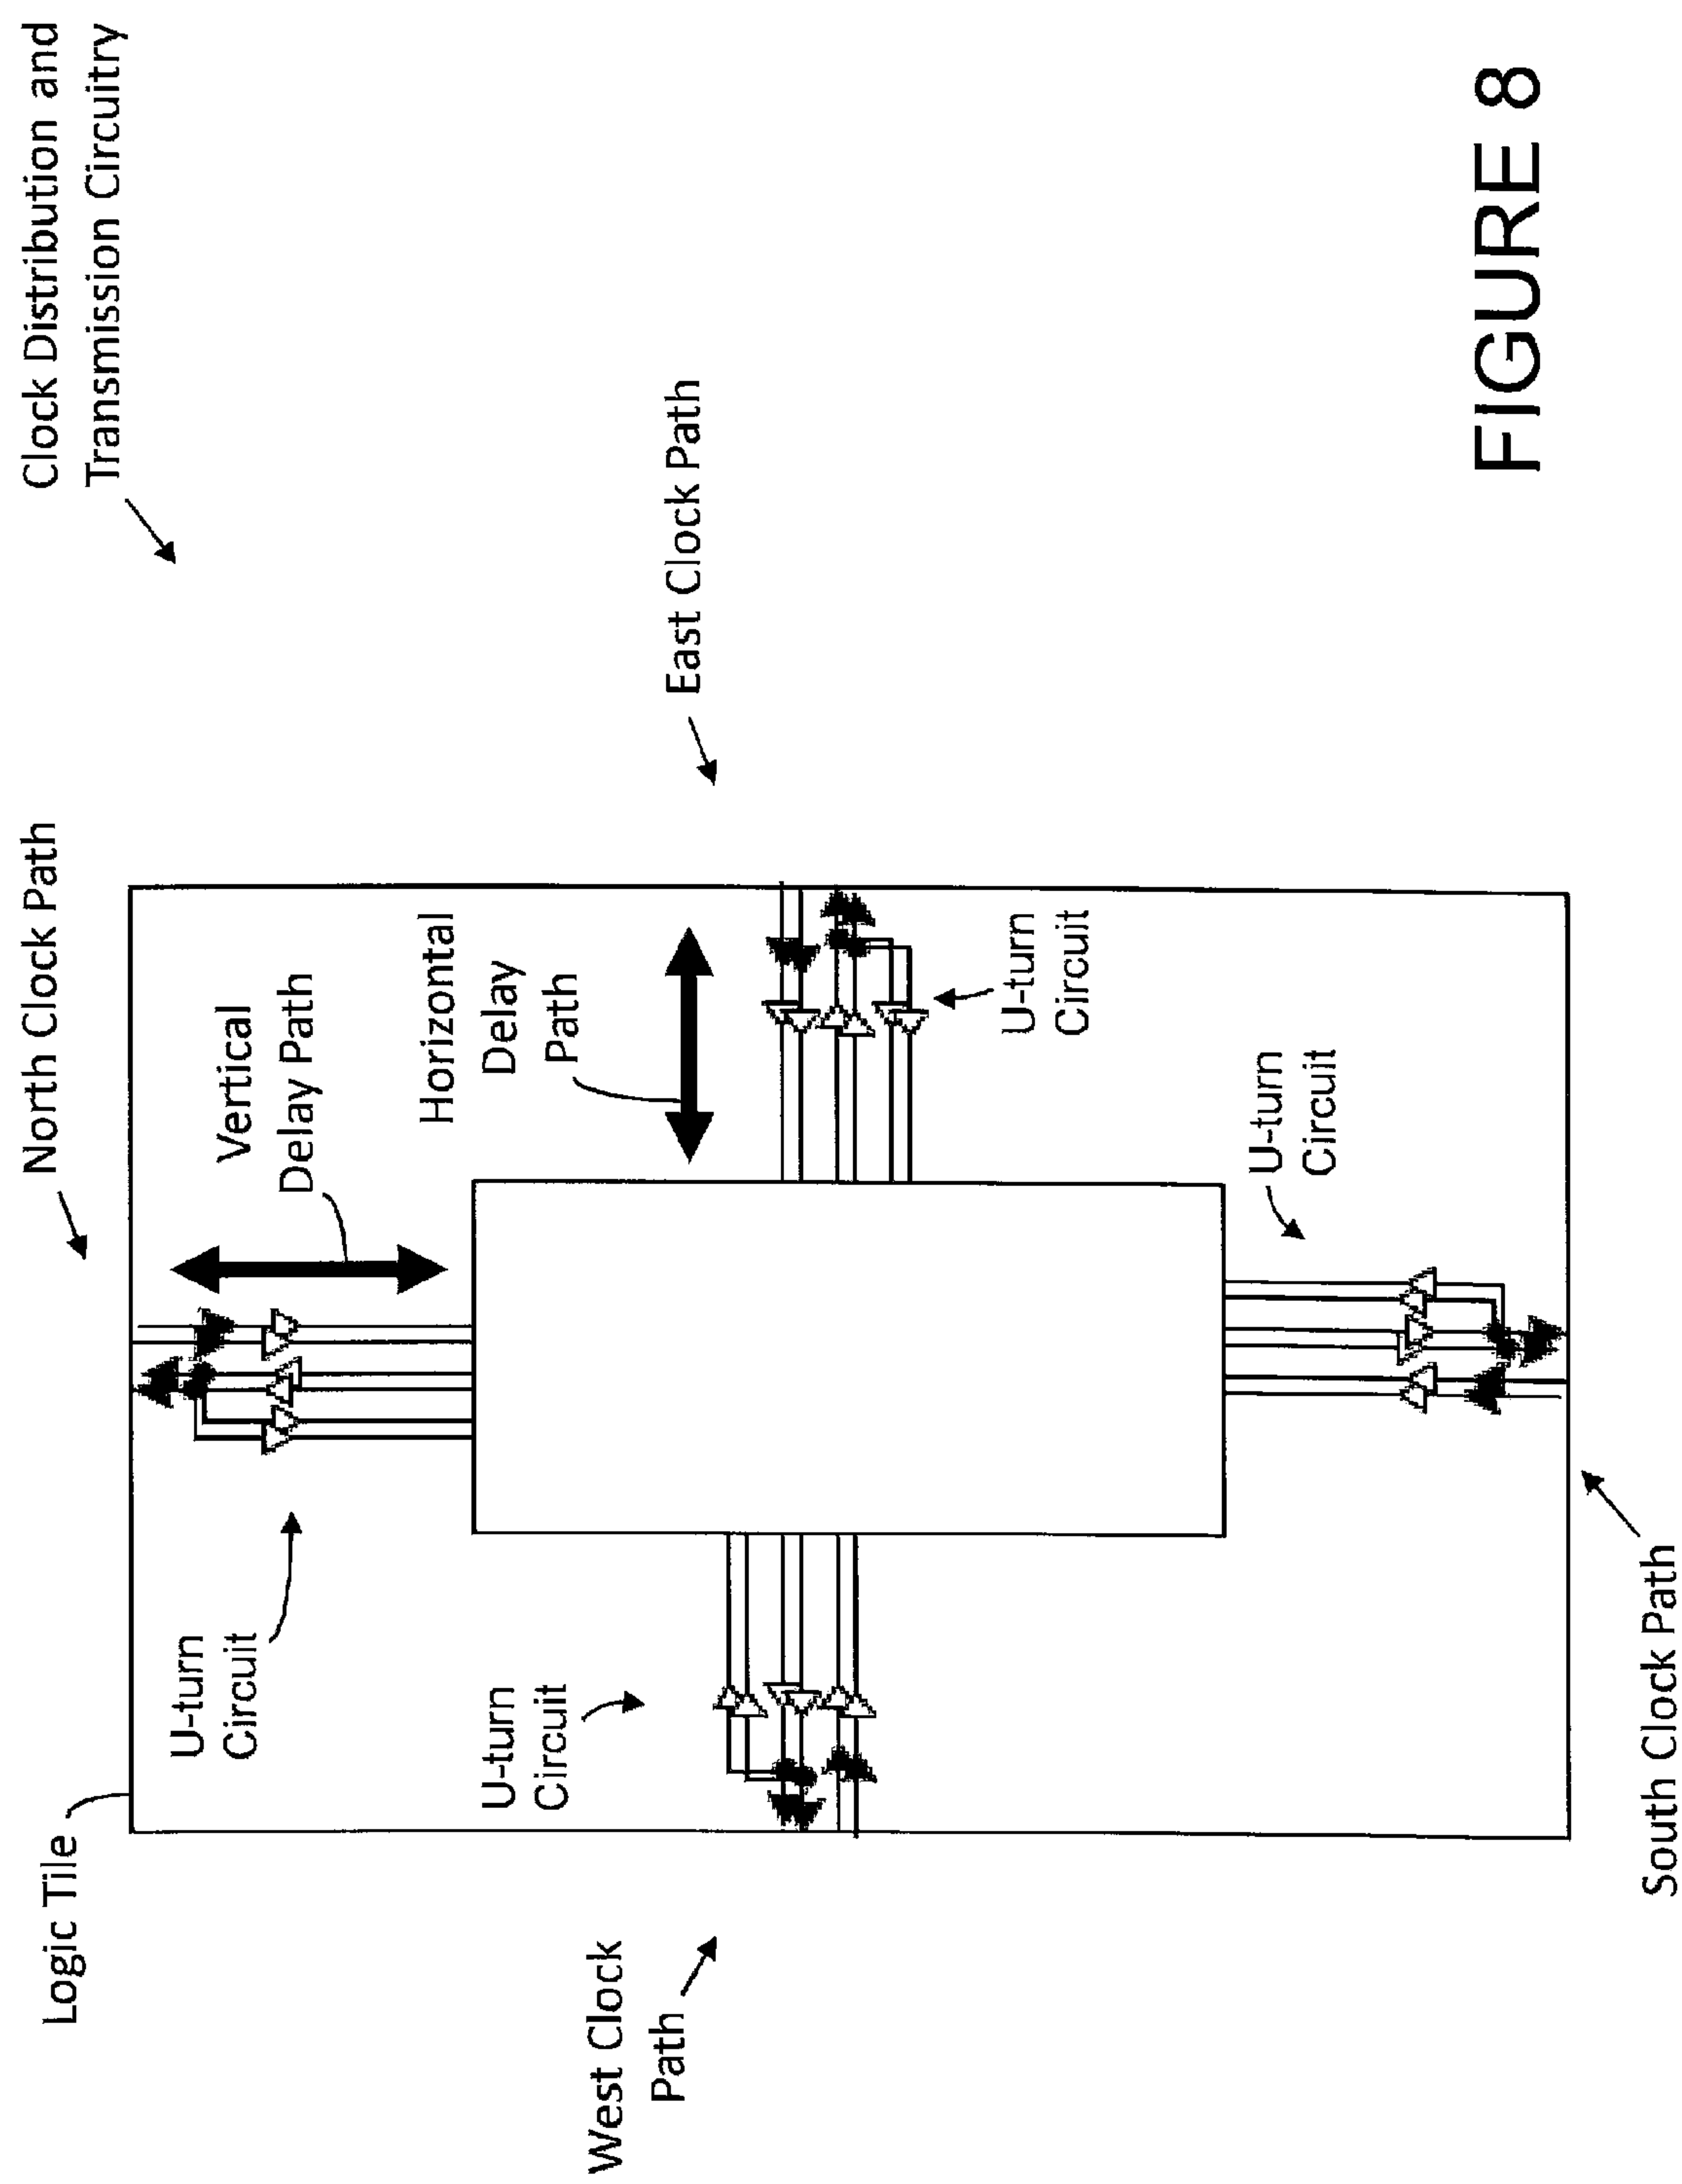 Clock Distribution and
Transmission Circuitry
North Clock Path
Logic Tile
Vertical
Delay Path
U-turn
Circuit
Horizontal
Delay
Path
U-turn
Circuit
West Clock
Path
East Clock Path
U-turn
Circuit
U-turn
Circuit
South Clock Path
FIGURE 8